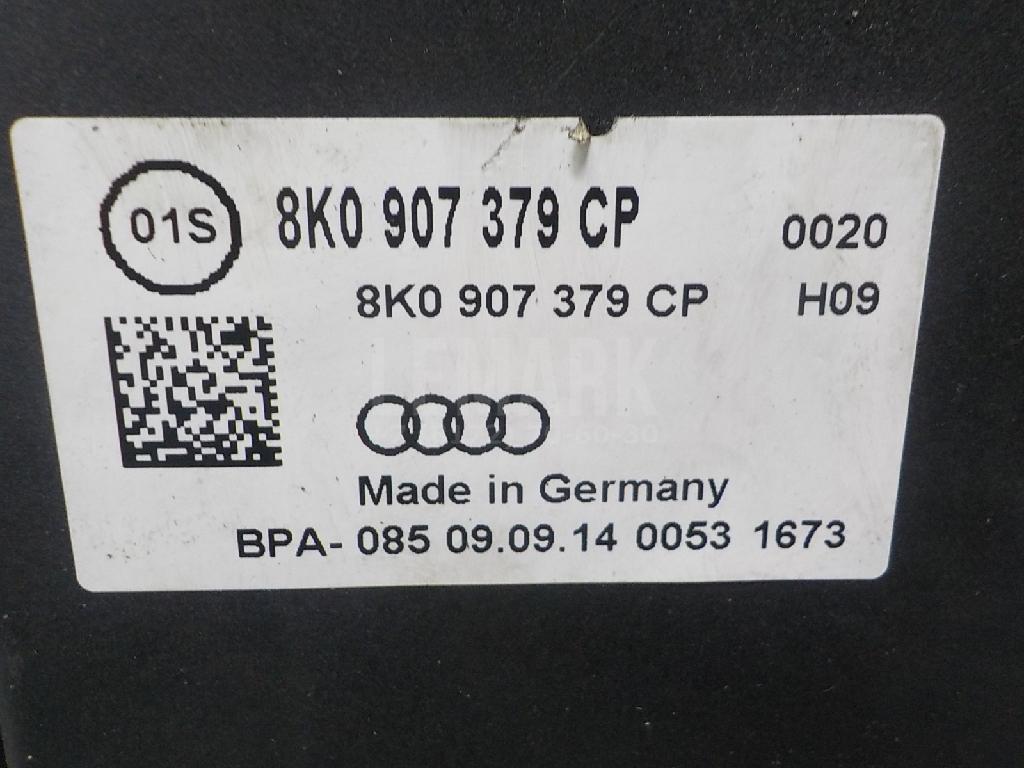 01S 8K0 907 379 CP 0020
8K0 907 379 CP H09
LEMARK
Made in Germany
BPA- 085 09.09.14 0053 1673